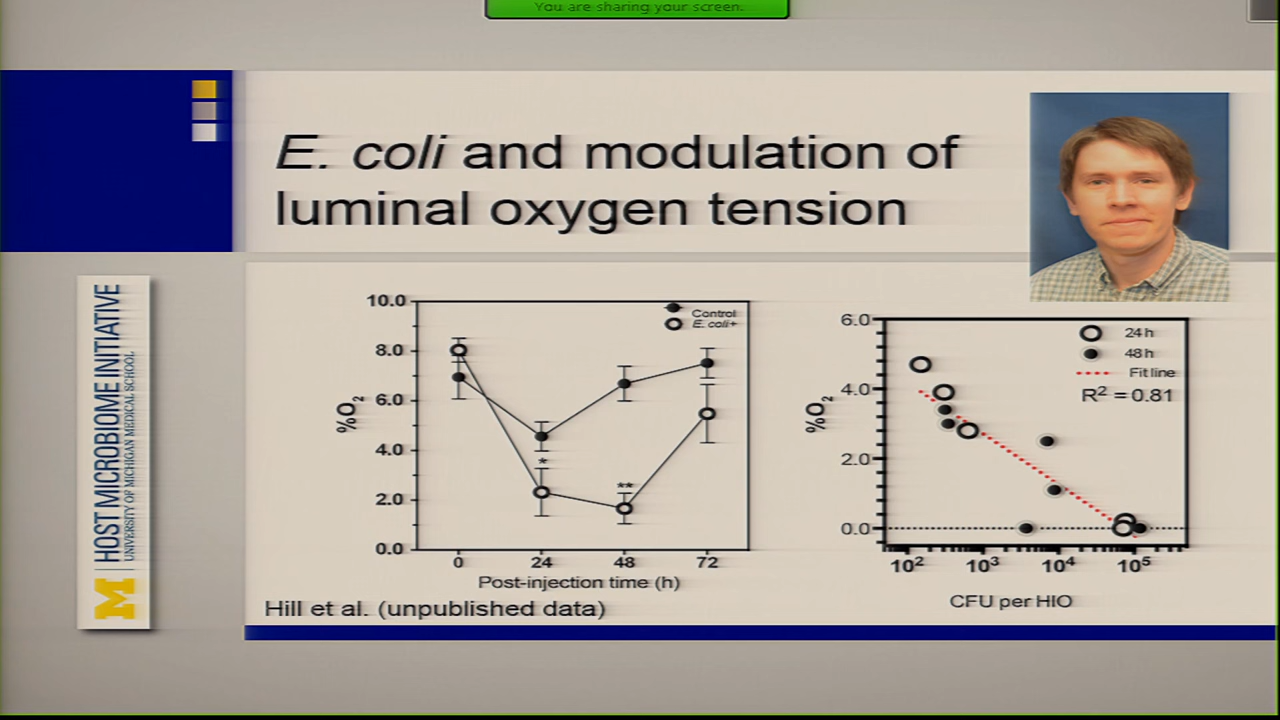 You are sharing your screen.
E. coli and modulation of
luminal oxygen tension
HOST MICROBIOME INITIATIVE
UNIVERSITY OF MICHIGAN MEDICAL SCHOOL
M
10.0
8.0
6.0
4.0
2.0
0.0
%O₂
Control
E. coli+
*
**
0 24 48 72
Post-injection time (h)
6.0
4.0
2.0
0.0
%O₂
24 h
48 h
Fit line
R² = 0.81
10² 10³ 10⁴ 10⁵
CFU per HIO
Hill et al. (unpublished data)